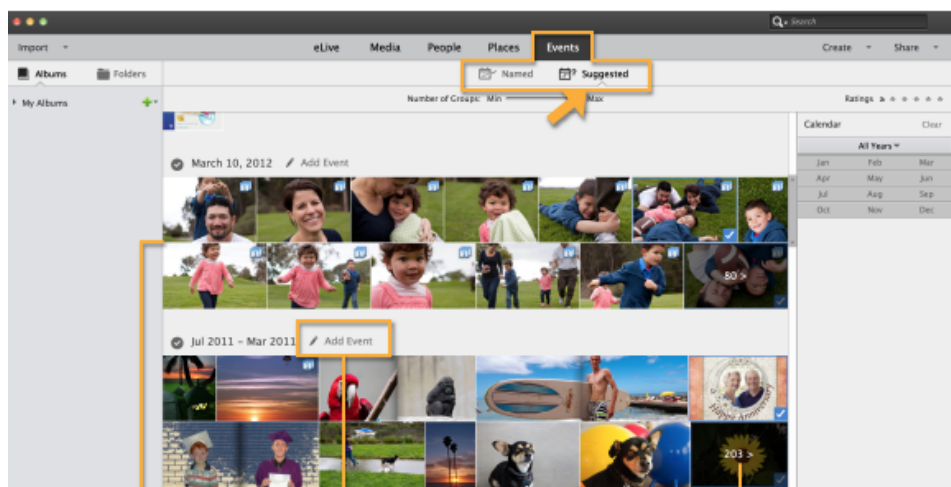 Search
Import
eLive Media People Places Events
Create Share
Albums Folders
Named Suggested
My Albums
Number of Groups: Min Max
Ratings
Calendar Clear
All Years
March 10, 2012 Add Event
Jan Feb Mar
Apr May Jun
Jul Aug Sep
Oct Nov Dec
80 >
Jul 2011 - Mar 2011 Add Event
Happy Anniversary
203 >